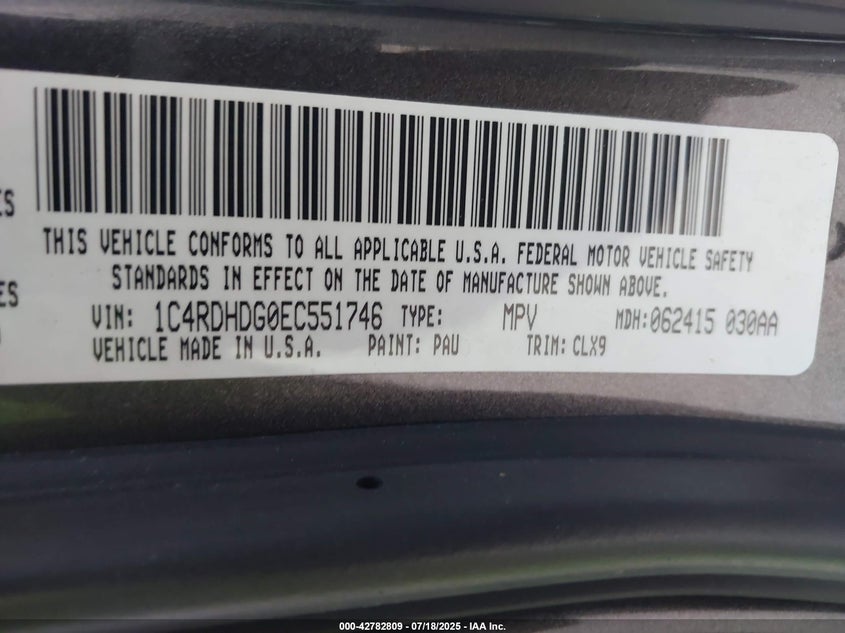 ES
THIS VEHICLE CONFORMS TO ALL APPLICABLE U.S.A. FEDERAL MOTOR VEHICLE SAFETY
STANDARDS IN EFFECT ON THE DATE OF MANUFACTURE SHOWN ABOVE.
ES
VIN: 1C4RDHDG0EC551746 TYPE: MPV MDH:062415 030AA
VEHICLE MADE IN U.S.A. PAINT: PAU TRIM: CLX9
000-42782809 / 07/18/2025 - IAA Inc.